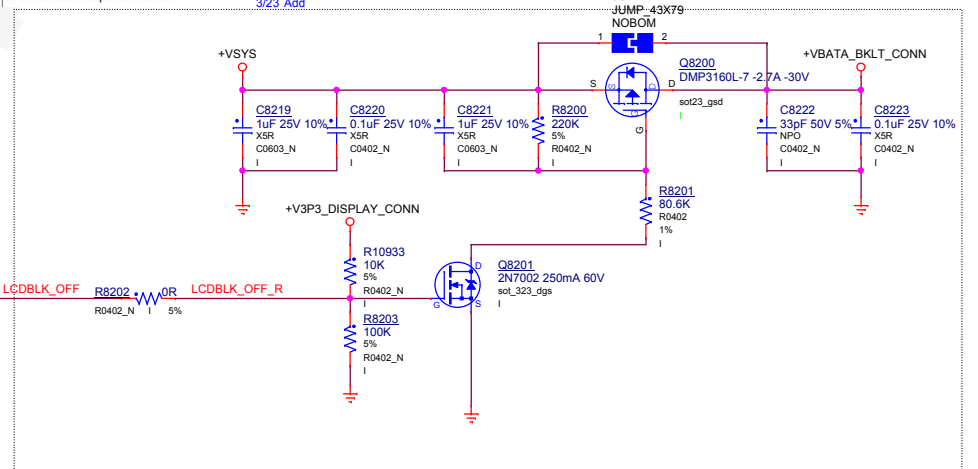 3/23 Add
JUMP_43X79
NOBOM
1
2
+VSYS
+VBATA_BKLT_CONN
Q8200
DMP3160L-7 -2.7A -30V
S
D
S
D
G
G
sot23_gsd
I
C8219
1uF 25V 10%
X5R
C0603_N
I
C8220
0.1uF 25V 10%
X5R
C0402_N
I
C8221
1uF 25V 10%
X5R
C0603_N
I
R8200
220K
5%
R0402_N
I
C8222
33pF 50V 5%
NPO
C0402_N
I
C8223
0.1uF 25V 10%
X5R
C0402_N
I
R8201
80.6K
R0402
1%
I
+V3P3_DISPLAY_CONN
R10933
10K
5%
R0402_N
I
Q8201
2N7002 250mA 60V
sot_323_dgs
I
D
G
S
LCDBLK_OFF
R8202
0R
LCDBLK_OFF_R
R0402_N
I
5%
R8203
100K
5%
R0402_N
I